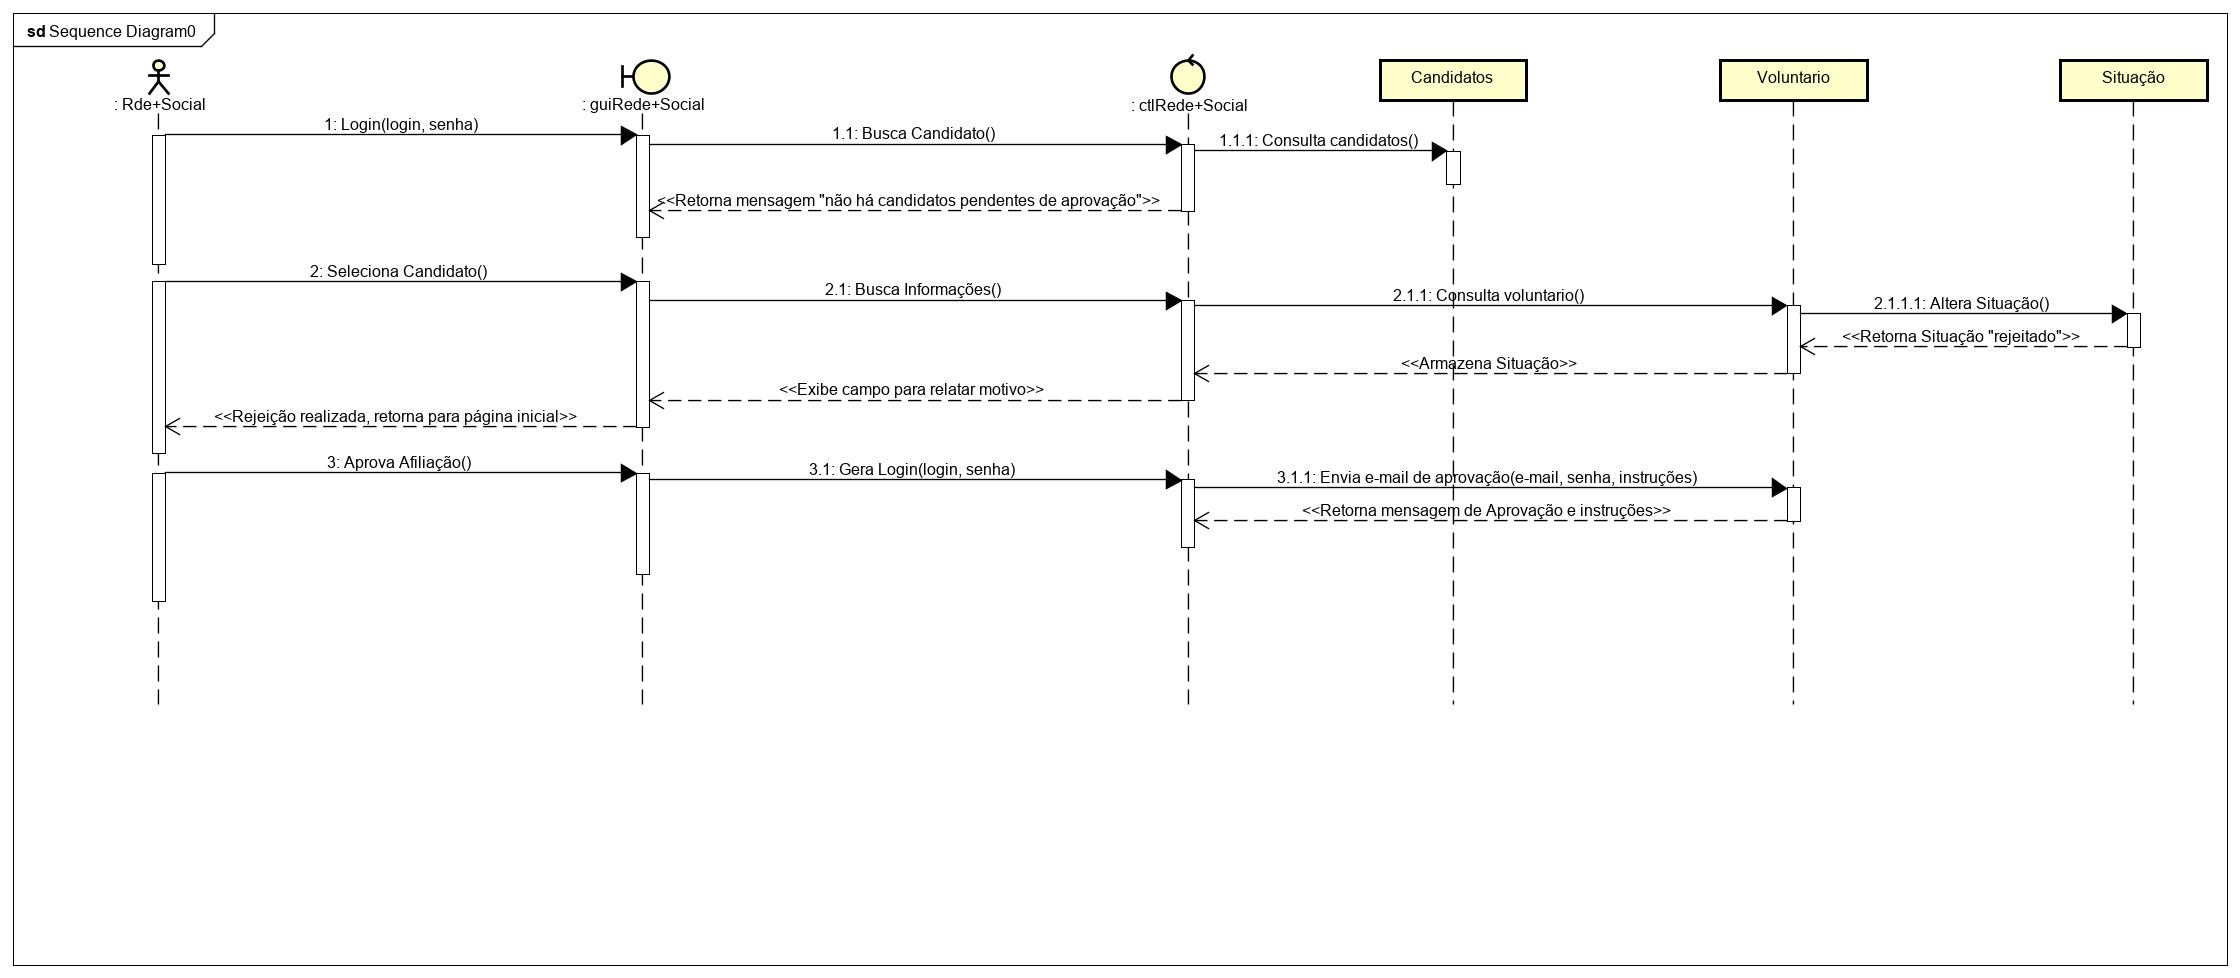 sd Sequence Diagram0
: Rde+Social
: guiRede+Social
: ctlRede+Social
Candidatos
Voluntario
Situação
1: Login(login, senha)
1.1: Busca Candidato()
1.1.1: Consulta candidatos()
<<Retorna mensagem "não há candidatos pendentes de aprovação">>
2: Seleciona Candidato()
2.1: Busca Informações()
2.1.1: Consulta voluntario()
2.1.1.1: Altera Situação()
<<Retorna Situação "rejeitado">>
<<Armazena Situação>>
<<Exibe campo para relatar motivo>>
<<Rejeição realizada, retorna para página inicial>>
3: Aprova Afiliação()
3.1: Gera Login(login, senha)
3.1.1: Envia e-mail de aprovação(e-mail, senha, instruções)
<<Retorna mensagem de Aprovação e instruções>>